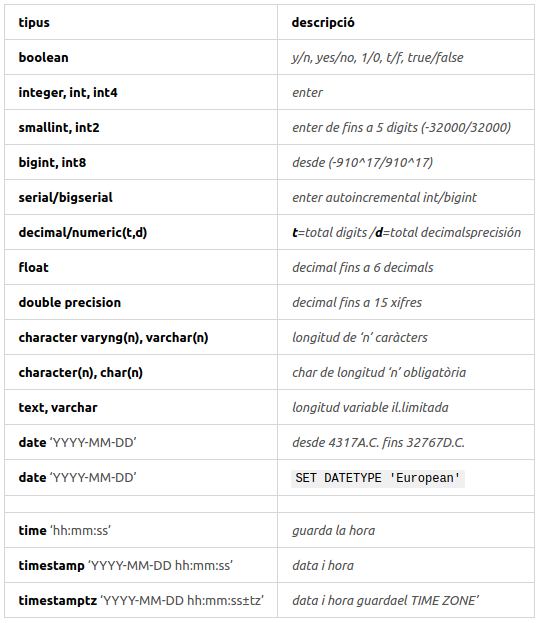 tipus descripció
boolean y/n, yes/no, 1/0, t/f, true/false
integer, int, int4 enter
smallint, int2 enter de fins a 5 digits (-32000/32000)
bigint, int8 desde (-910^17/910^17)
serial/bigserial enter autoincremental int/bigint
decimal/numeric(t,d) t=total digits /d=total decimalsprecisión
float decimal fins a 6 decimals
double precision decimal fins a 15 xifres
character varyng(n), varchar(n) longitud de ‘n’ caràcters
character(n), char(n) char de longitud ‘n’ obligatòria
text, varchar longitud variable il.limitada
date ‘YYYY-MM-DD’ desde 4317A.C. fins 32767D.C.
date ‘YYYY-MM-DD’ SET DATETYPE 'European'
time ‘hh:mm:ss’ guarda la hora
timestamp ‘YYYY-MM-DD hh:mm:ss’ data i hora
timestamptz ‘YYYY-MM-DD hh:mm:ss±tz’ data i hora guardael TIME ZONE’